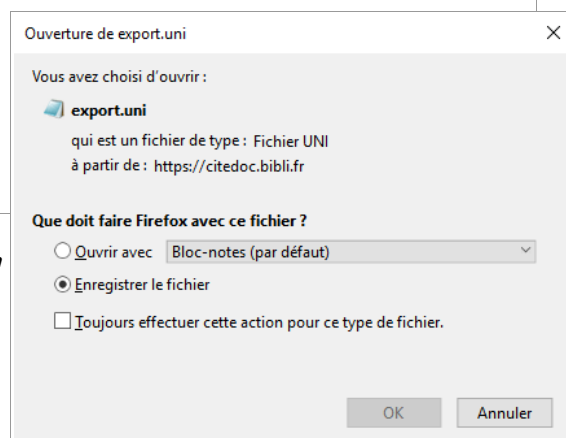 Ouverture de export.uni
Vous avez choisi d'ouvrir :
export.uni
qui est un fichier de type : Fichier UNI
à partir de : https://citedoc.bibli.fr
Que doit faire Firefox avec ce fichier ?
Ouvrir avec Bloc-notes (par défaut)
Enregistrer le fichier
Toujours effectuer cette action pour ce type de fichier.
OK Annuler